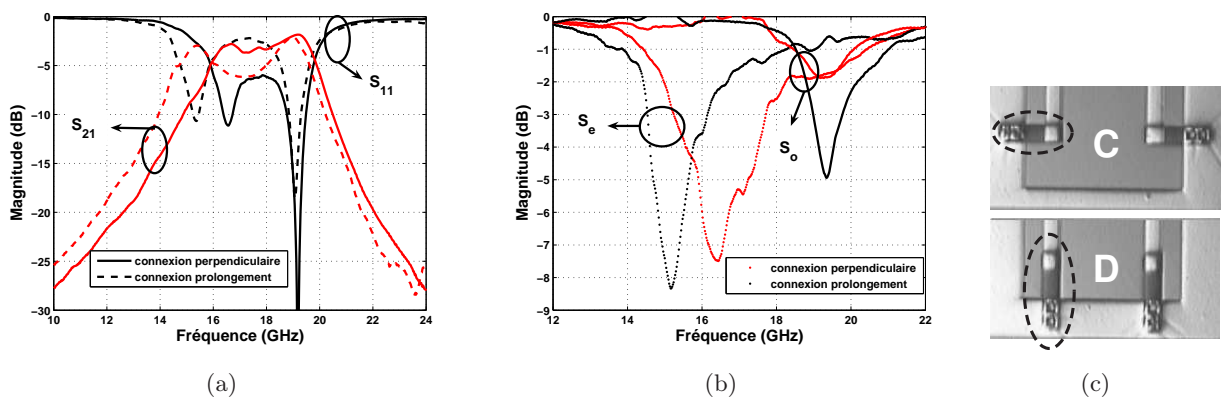 0
−5
−10
−15
−20
−25
−30
10 12 14 16 18 20 22 24
Magnitude (dB)
Fréquence (GHz)
S21
S11
connexion perpendiculaire
connexion prolongement
(a)
0
−1
−2
−3
−4
−5
−6
−7
−8
−9
12 14 16 18 20 22
Magnitude (dB)
Fréquence (GHz)
Se
So
connexion perpendiculaire
connexion prolongement
(b)
C
D
(c)